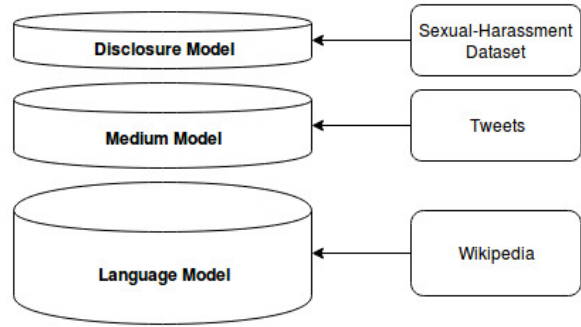 Disclosure Model
Sexual-Harassment
Dataset
Medium Model
Tweets
Language Model
Wikipedia